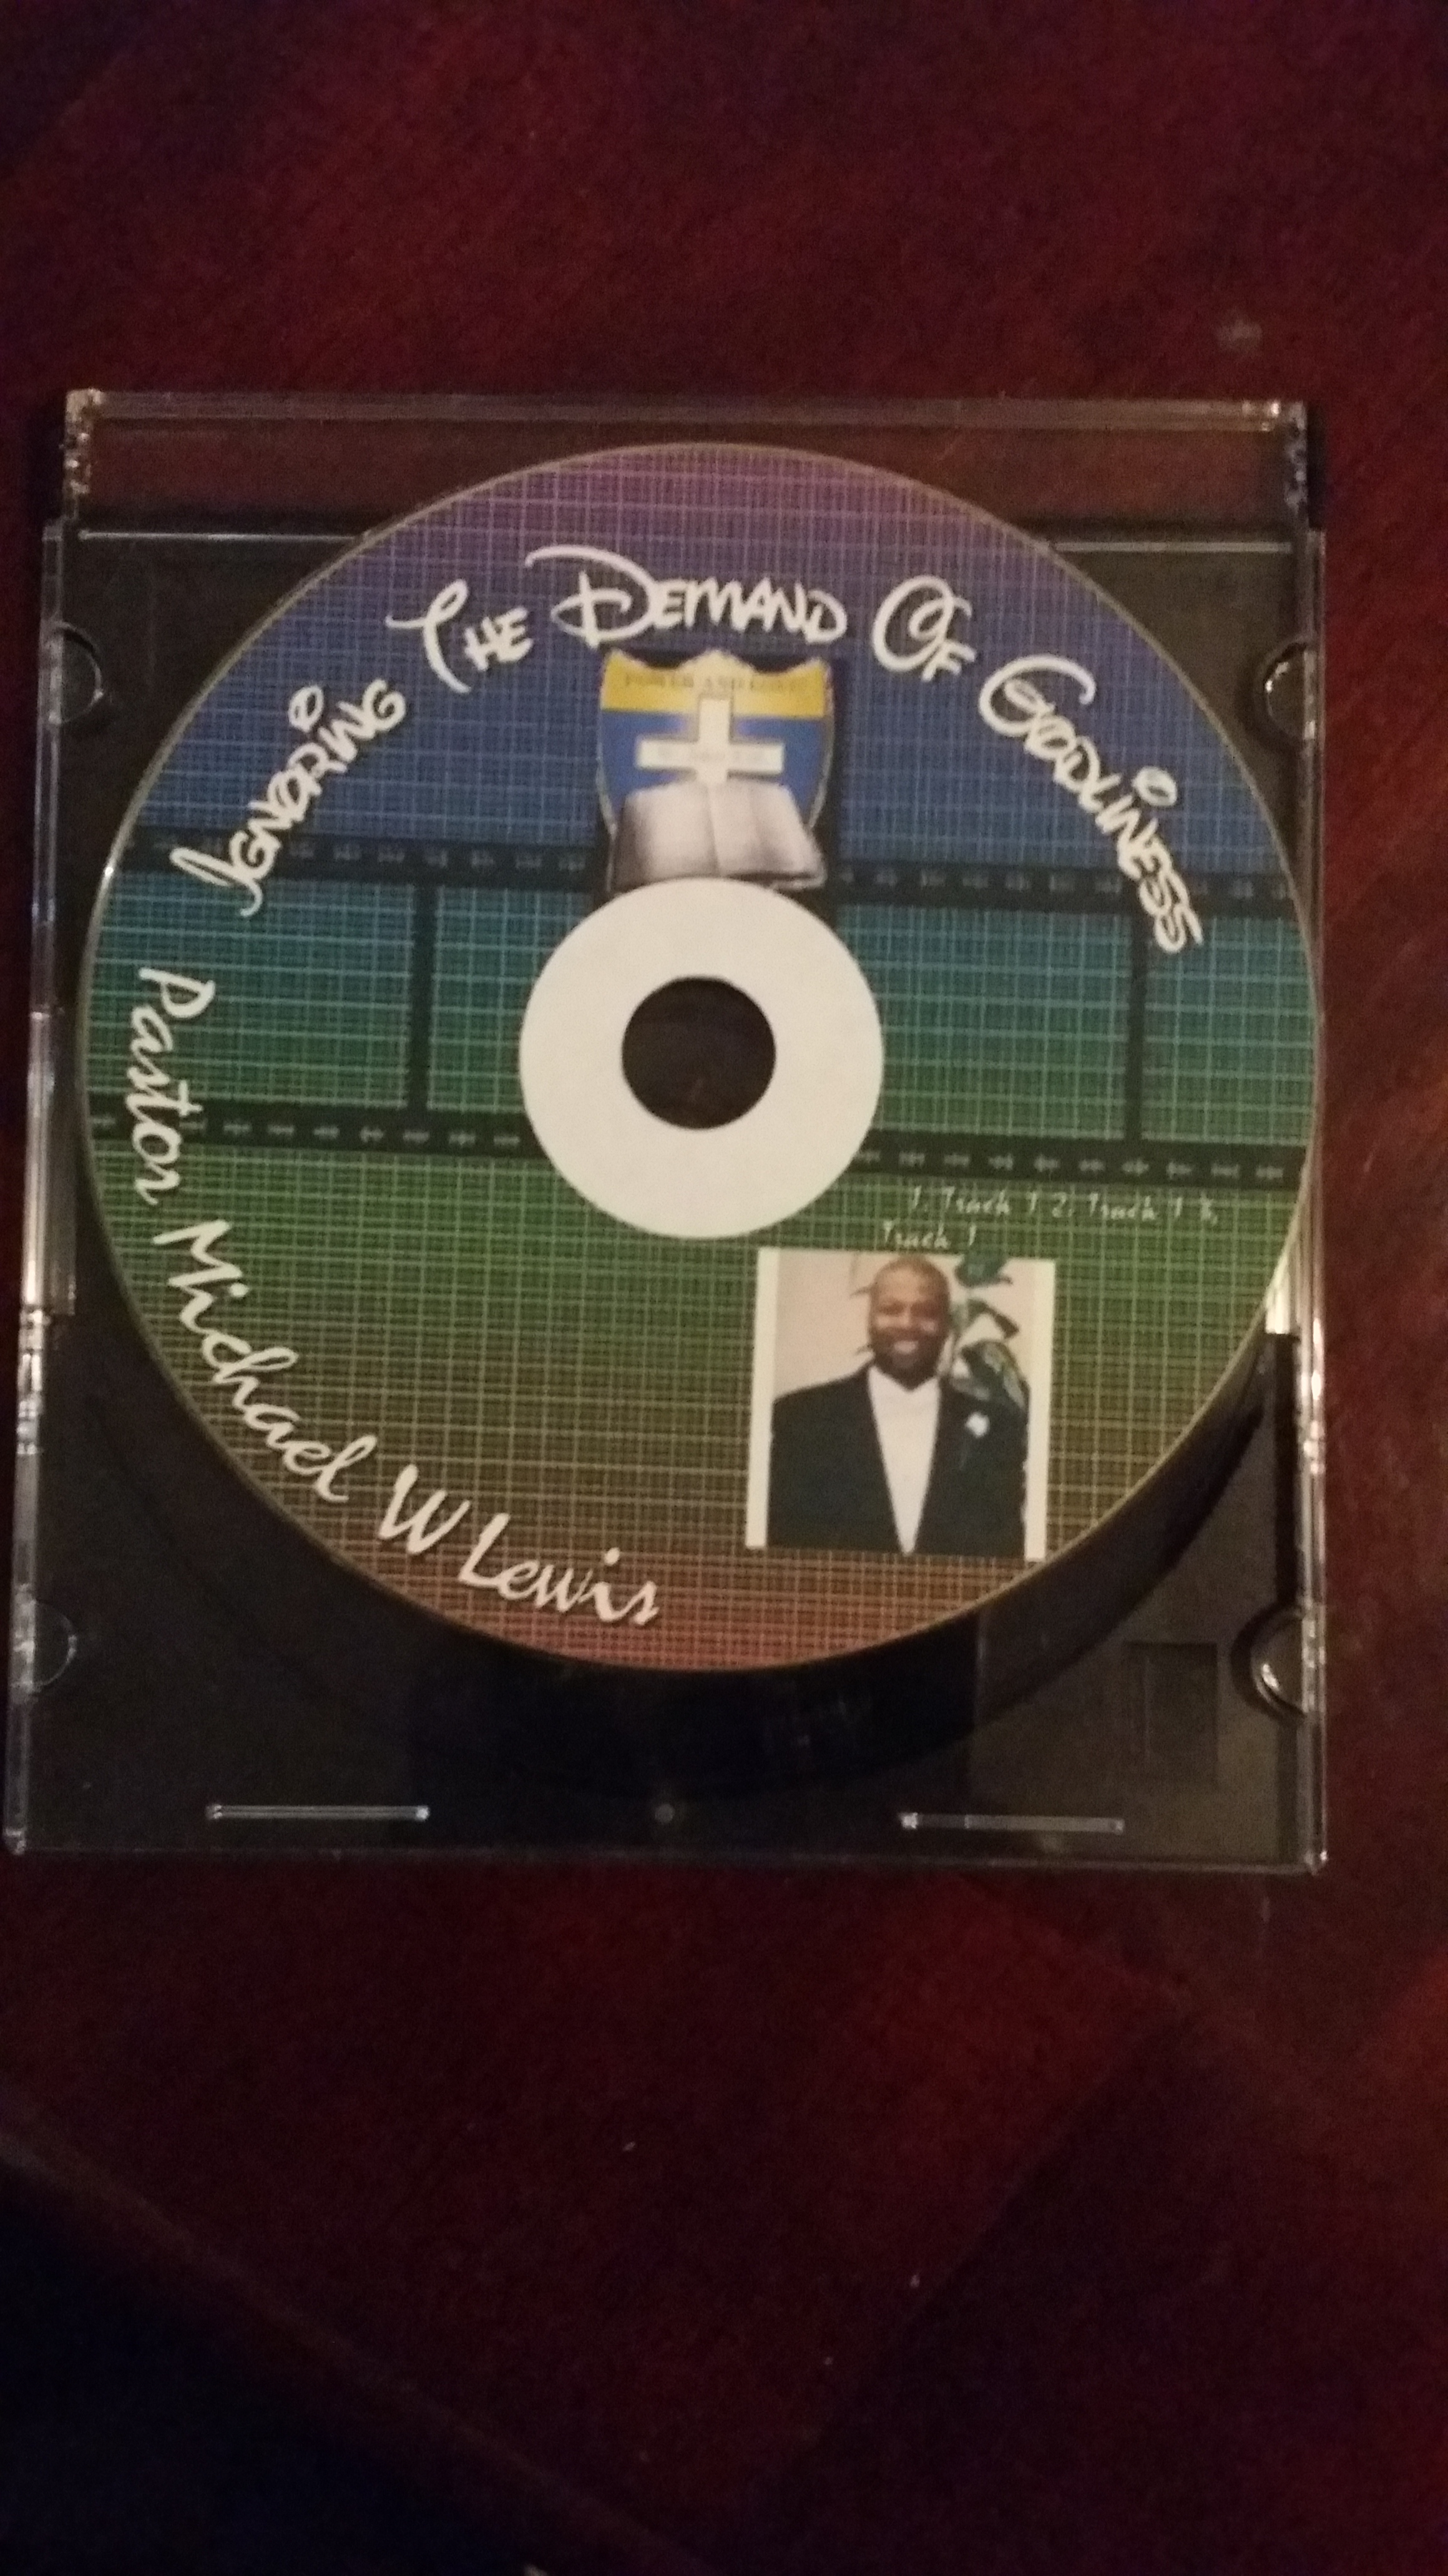 Ignoring The Demand Of Godliness
1. Track 1 2. Track 1 3.
Track 1
Pastor Michael W Lewis